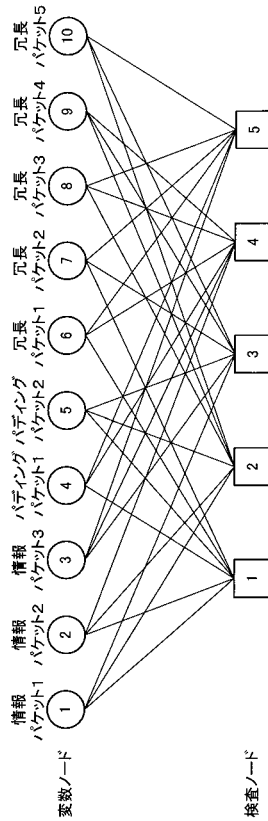 情報
パケット1
情報
パケット2
情報
パケット3
パディング
パケット1
パディング
パケット2
冗長
パケット1
冗長
パケット2
冗長
パケット3
冗長
パケット4
冗長
パケット5
変数ノード
1
2
3
4
5
6
7
8
9
10
検査ノード
1
2
3
4
5